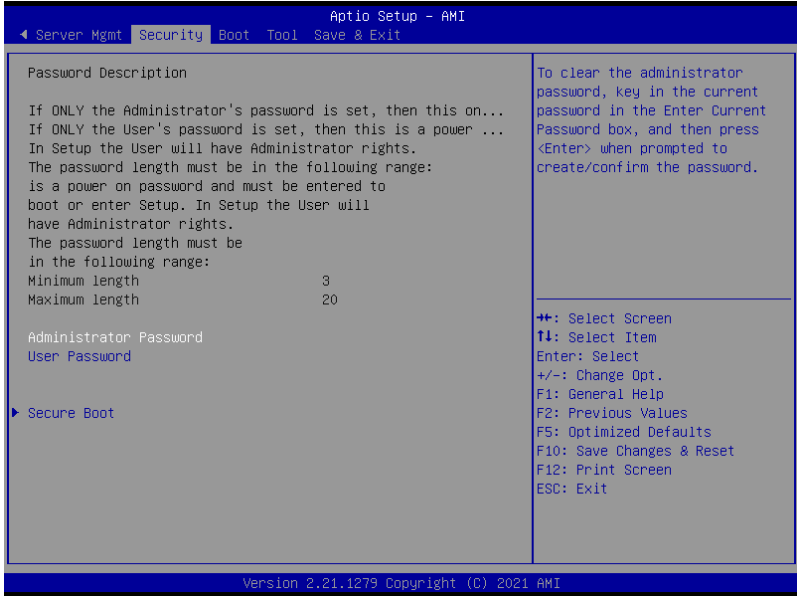 Aptio Setup – AMI
Server Mgmt Security Boot Tool Save & Exit
Password Description
If ONLY the Administrator's password is set, then this on...
If ONLY the User's password is set, then this is a power ...
In Setup the User will have Administrator rights.
The password length must be in the following range:
is a power on password and must be entered to
boot or enter Setup. In Setup the User will
have Administrator rights.
The password length must be
in the following range:
Minimum length 3
Maximum length 20
Administrator Password
User Password
Secure Boot
To clear the administrator
password, key in the current
password in the Enter Current
Password box, and then press
<Enter> when prompted to
create/confirm the password.
→←: Select Screen
↑↓: Select Item
Enter: Select
+/-: Change Opt.
F1: General Help
F2: Previous Values
F5: Optimized Defaults
F10: Save Changes & Reset
F12: Print Screen
ESC: Exit
Version 2.21.1279 Copyright (C) 2021 AMI